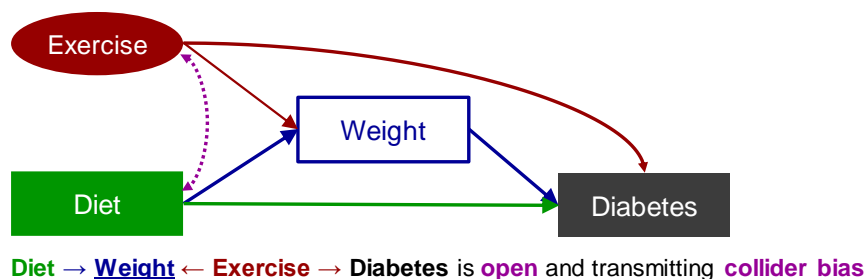 Exercise
Weight
Diet
Diabetes
Diet → Weight ← Exercise → Diabetes is open and transmitting collider bias